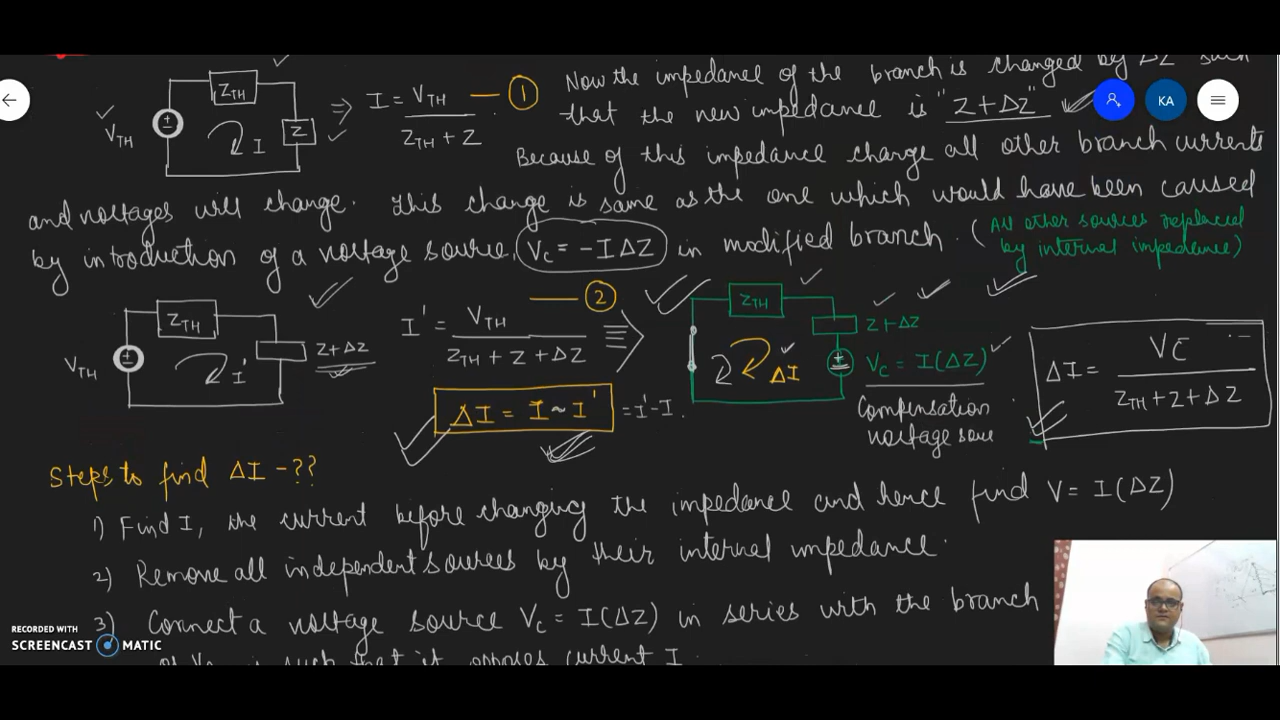 Now the impedance of the branch is changed by ΔZ such
that the new impedance is "Z+ΔZ"
Because of this impedance change all other branch currents
and voltages will change. This change is same as the one which would have been caused
by introduction of a voltage source, Vc = -IΔZ in modified branch. (All other sources replaced
by internal impedance)
ZTH
VTH
I
Z
⇒ I = VTH / (ZTH + Z) — 1
KA
ZTH
VTH
I'
Z+ΔZ
I' = VTH / (ZTH + Z + ΔZ) — 2
ΔI = I ~ I' = I' - I.
ZTH
Z+ΔZ
ΔI
Vc = I(ΔZ)
Compensation
voltage
ΔI = VC / (ZTH + Z + ΔZ)
Steps to find ΔI -??
1) Find I, the current before changing the impedance and hence find V = I(ΔZ)
2) Remove all independent sources by their internal impedance.
3) Connect a voltage source Vc = I(ΔZ) in series with the branch
is such that it opposes current I
RECORDED WITH
SCREENCAST MATIC